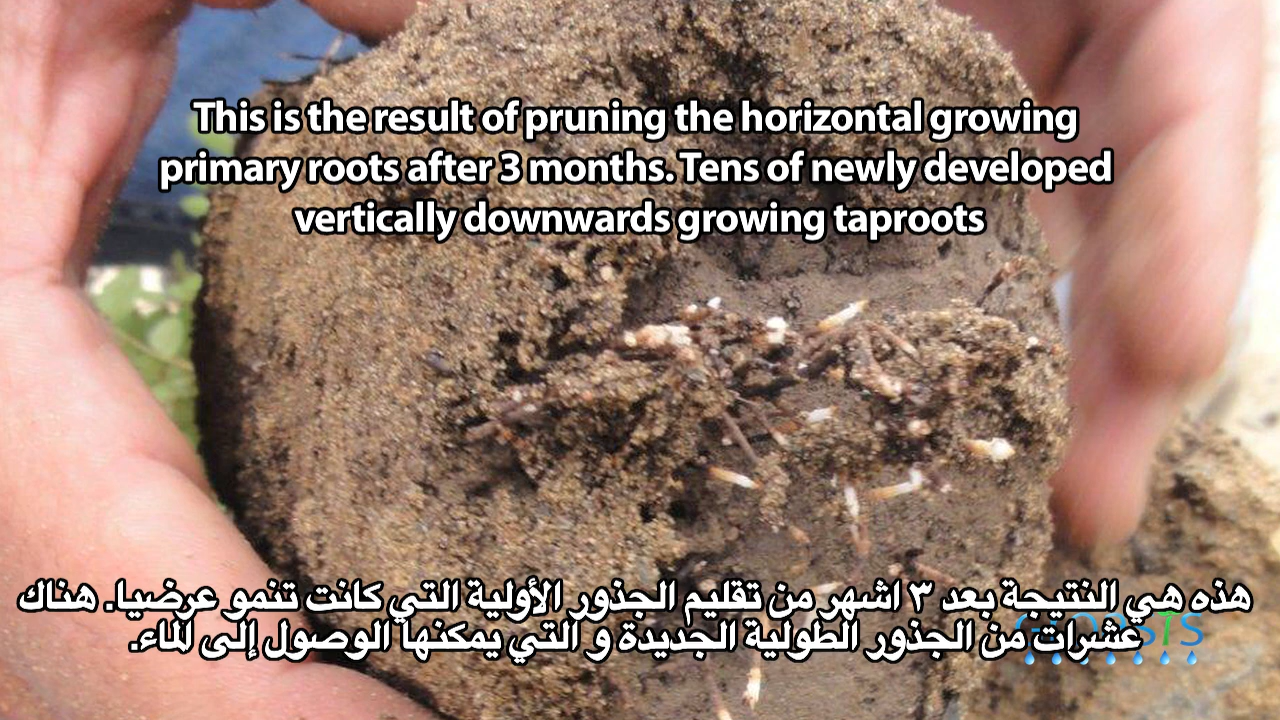 This is the result of pruning the horizontal growing
primary roots after 3 months. Tens of newly developed
vertically downwards growing taproots
هذه هي النتيجة بعد ٣ اشهر من تقليم الجذور الأولية التي كانت تنمو عرضيا. هناك
عشرات من الجذور الطولية الجديدة و التي يمكنها الوصول إلى الماء.